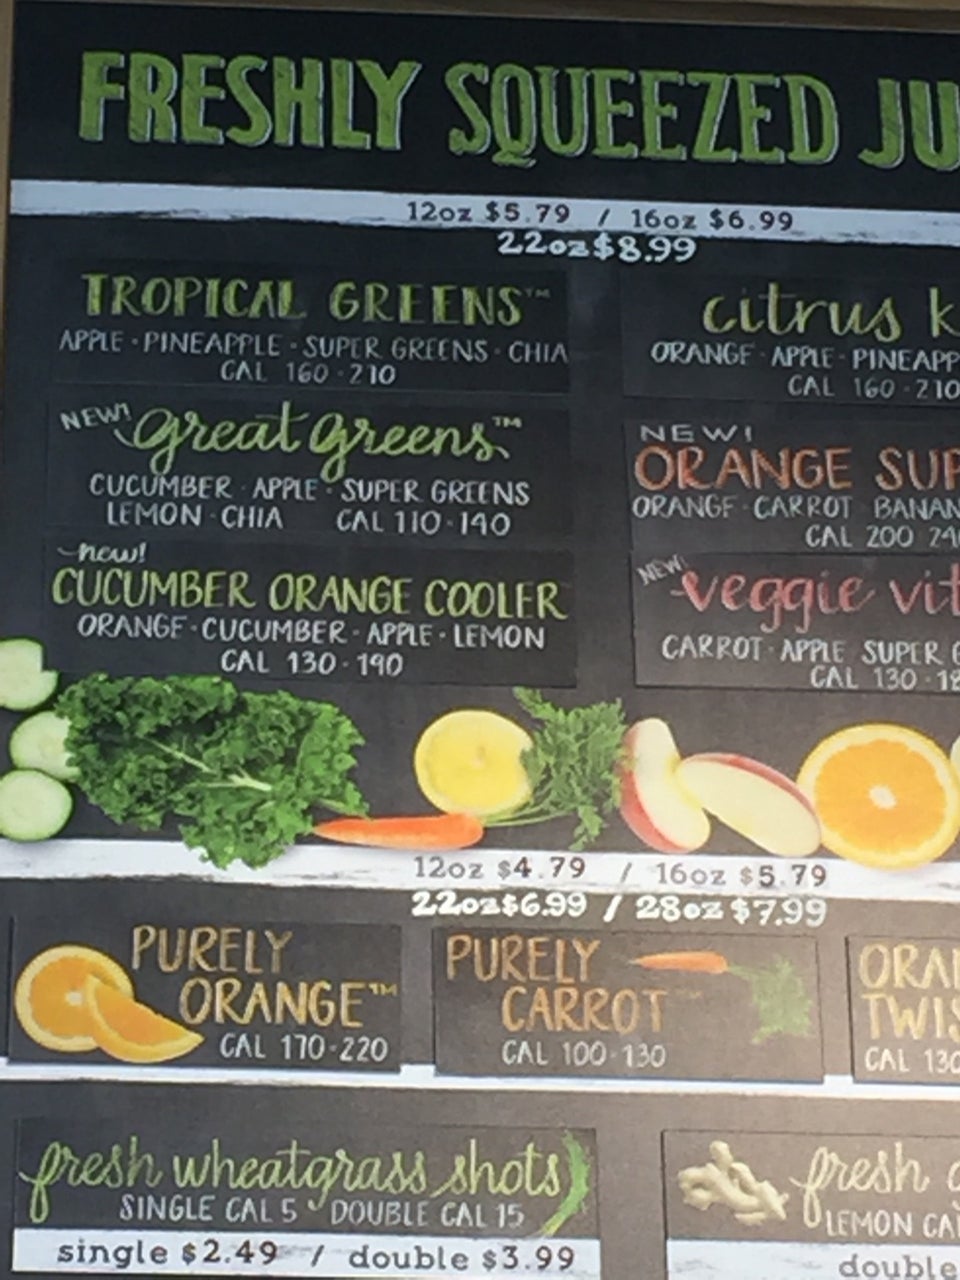 FRESHLY SQUEEZED JU
12oz $5.79 / 16oz $6.99
22oz $8.99
TROPICAL GREENS™
APPLE · PINEAPPLE · SUPER GREENS · CHIA
CAL 160 · 210
NEW!
great greens™
CUCUMBER · APPLE · SUPER GREENS
LEMON · CHIA CAL 110 · 140
new!
CUCUMBER ORANGE COOLER
ORANGE · CUCUMBER · APPLE · LEMON
CAL 130 · 190
citrus k
ORANGE · APPLE · PINEAPP
CAL 160 · 210
NEW!
ORANGE SUP
ORANGE · CARROT BANAN
CAL 200
NEW!
veggie vit
CARROT · APPLE SUPER G
CAL 130 · 18
12oz $4.79 / 16oz $5.79
22oz $6.99 / 28oz $7.99
PURELY
ORANGE™
CAL 170 · 220
PURELY
CARROT™
CAL 100 · 130
ORA
TWIS
CAL 130
fresh wheatgrass shots
SINGLE CAL 5 DOUBLE CAL 15
single $2.49 / double $3.99
fresh
LEMON CA
double